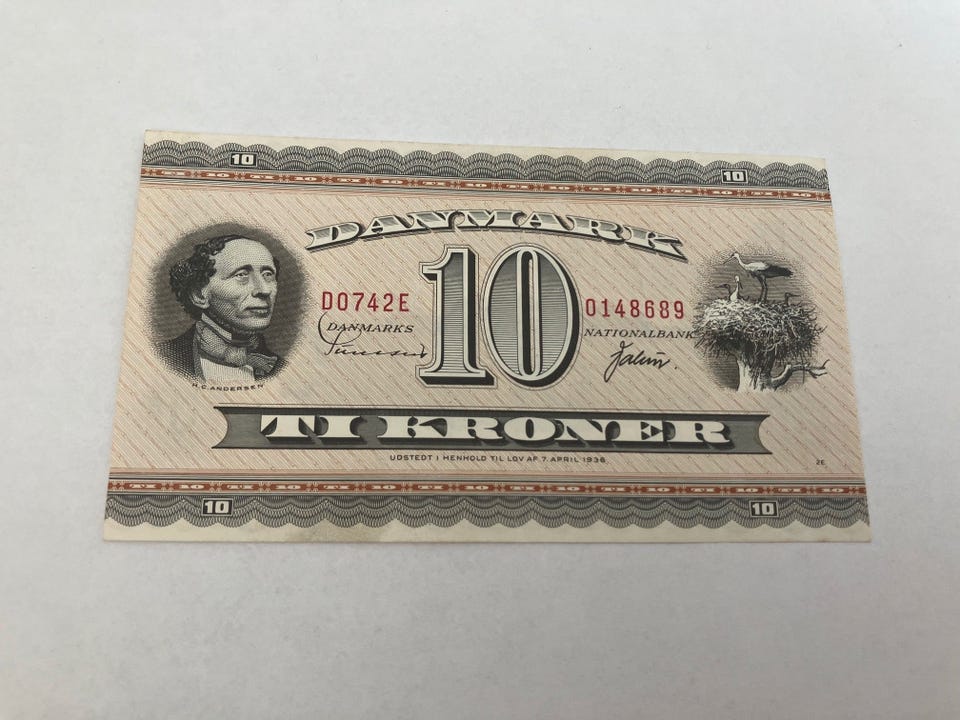 10 10
DANMARK
10
D0742E 0148689
DANMARKS NATIONALBANK
H.C. ANDERSEN
TI KRONER
UDSTEDT I HENHOLD TIL LOV AF 7. APRIL 1936
2E
10 10